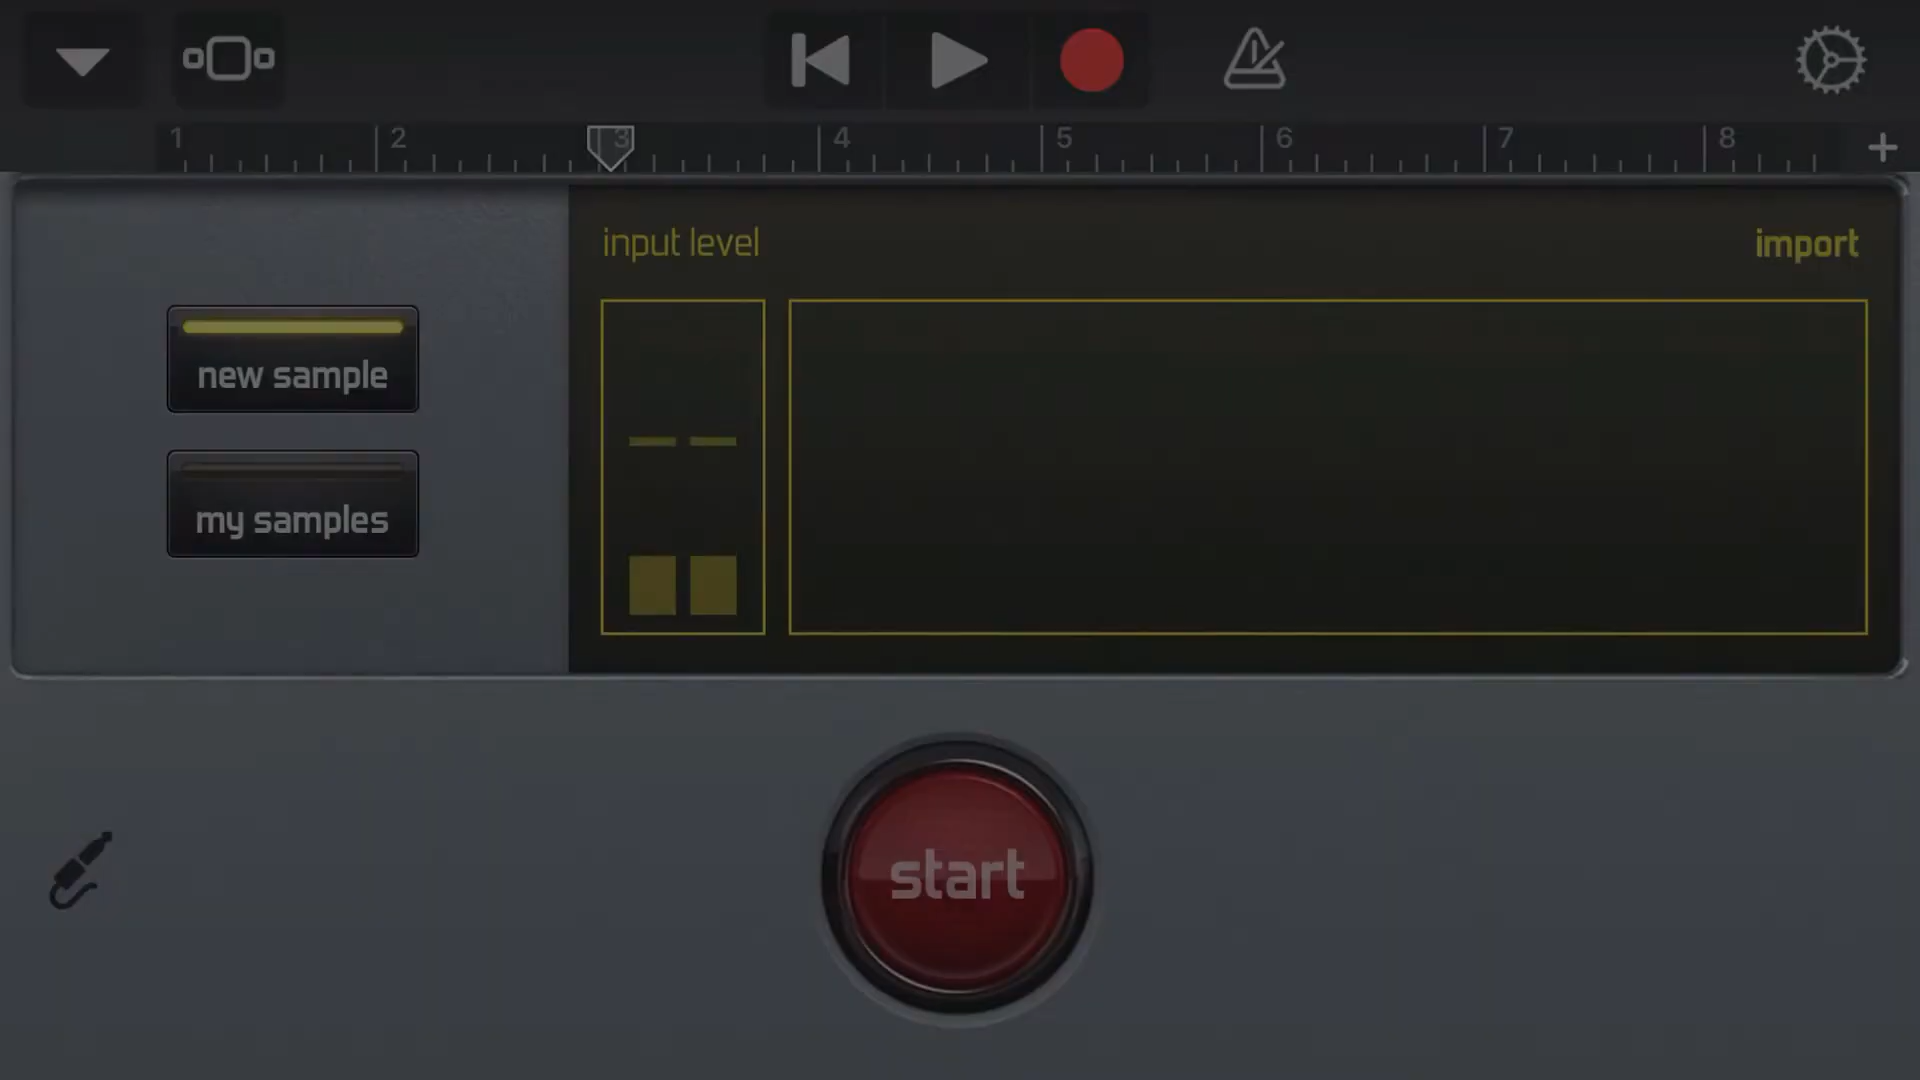 1 2 3 4 5 6 7 8 +
input level import
new sample
my samples
start